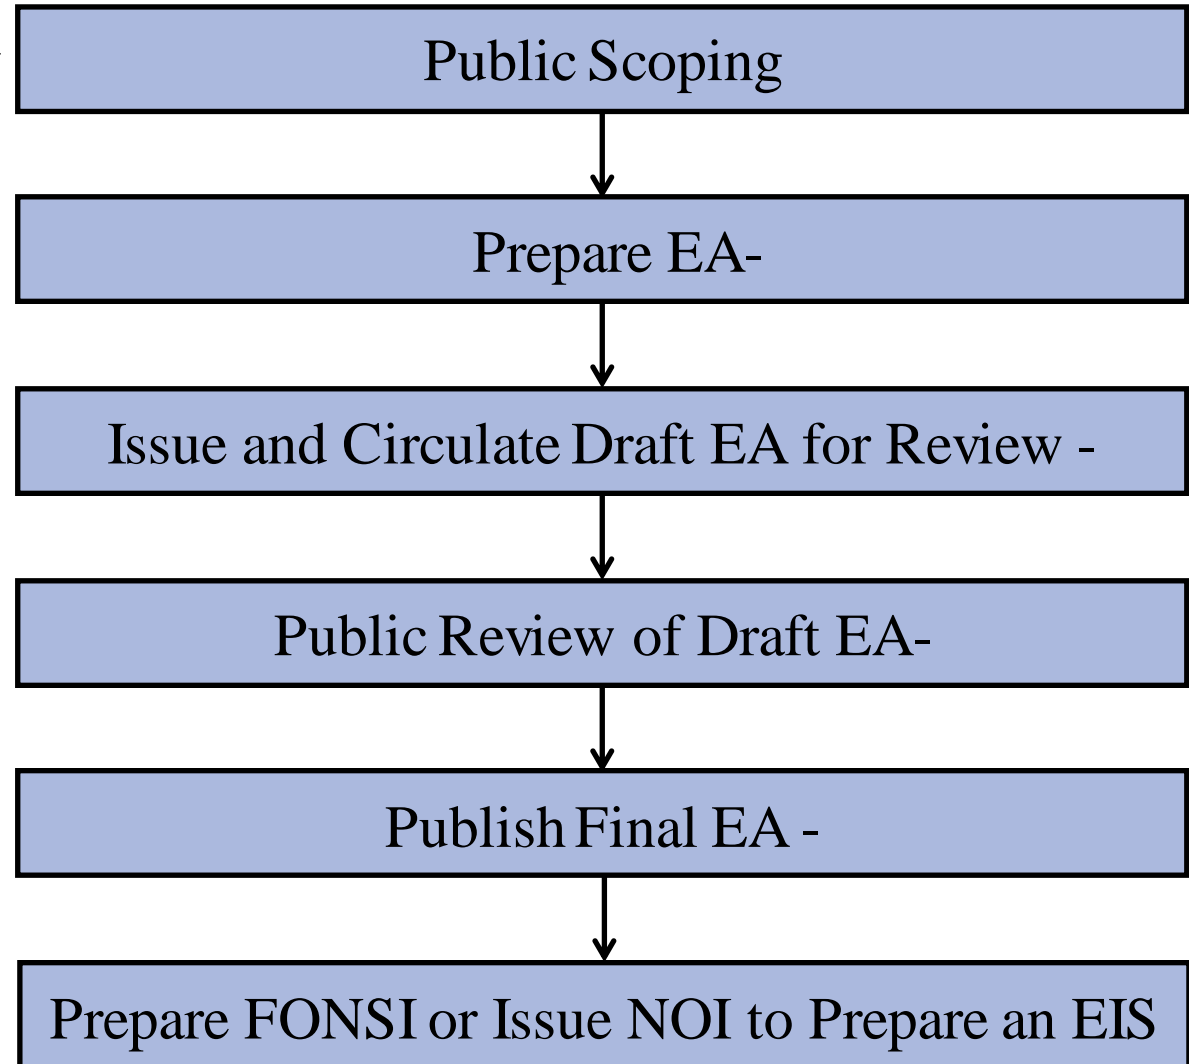 Public Scoping
Prepare EA-
Issue and Circulate Draft EA for Review -
Public Review of Draft EA-
Publish Final EA -
Prepare FONSI or Issue NOI to Prepare an EIS